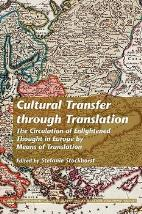 Cultural Transfer
through Translation
The Circulation of Enlightened
Thought in Europe by
Means of Translation
Edited by Stefanie Stockhorst